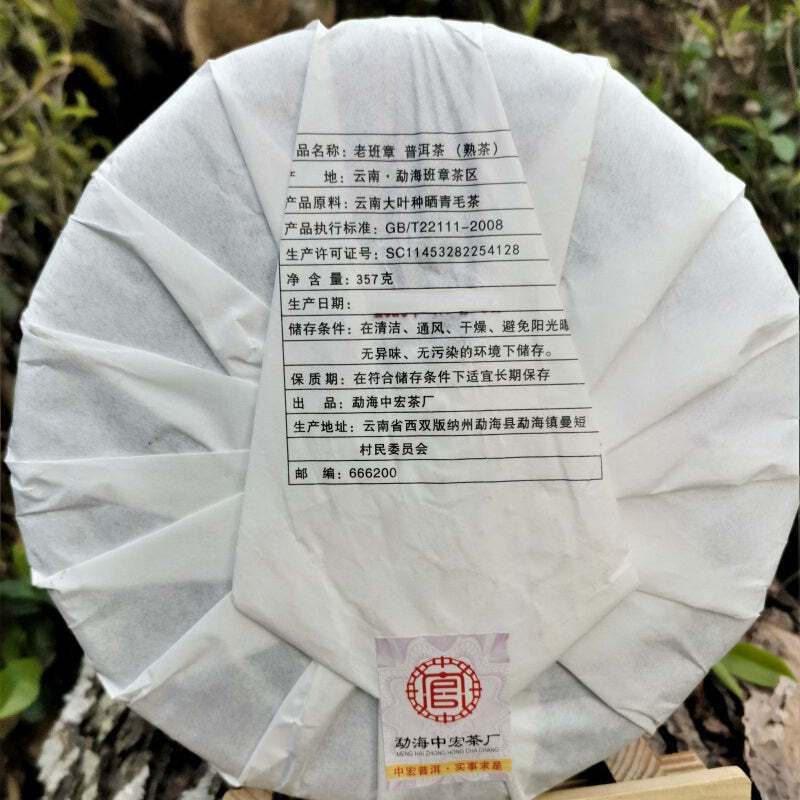 品名称：老班章 普洱茶（熟茶）
产 地：云南·勐海班章茶区
产品原料：云南大叶种晒青毛茶
产品执行标准：GB/T22111-2008
生产许可证号：SC11453282254128
净 含 量：357克
生产日期：
储存条件：在清洁、通风、干燥、避免阳光
无异味、无污染的环境下储存。
保 质 期：在符合储存条件下适宜长期保存
出 品：勐海中宏茶厂
生产地址：云南省西双版纳州勐海县勐海镇曼短
村民委员会
邮 编：666200
勐海中宏茶厂
MENG HAI ZHONG HONG CHA CHANG
中宏普洱·实事求是